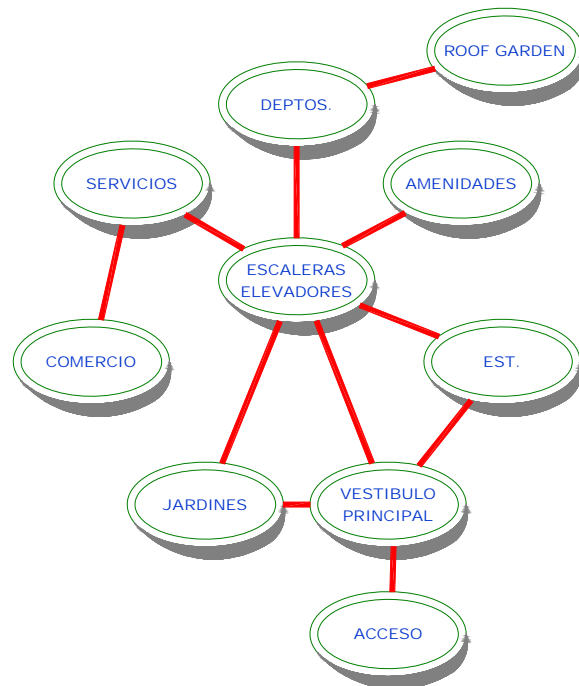 ROOF GARDEN
DEPTOS.
SERVICIOS
AMENIDADES
ESCALERAS
ELEVADORES
COMERCIO
EST.
JARDINES
VESTIBULO
PRINCIPAL
ACCESO